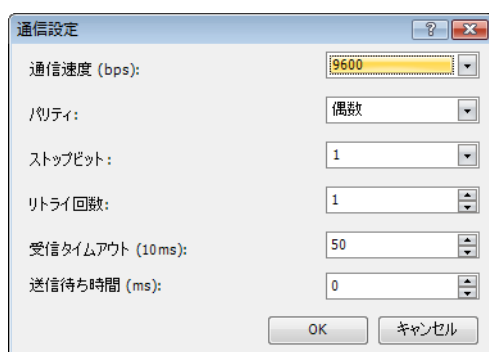 通信設定
通信速度 (bps): 9600
パリティ: 偶数
ストップビット: 1
リトライ回数: 1
受信タイムアウト (10ms): 50
送信待ち時間 (ms): 0
OK キャンセル